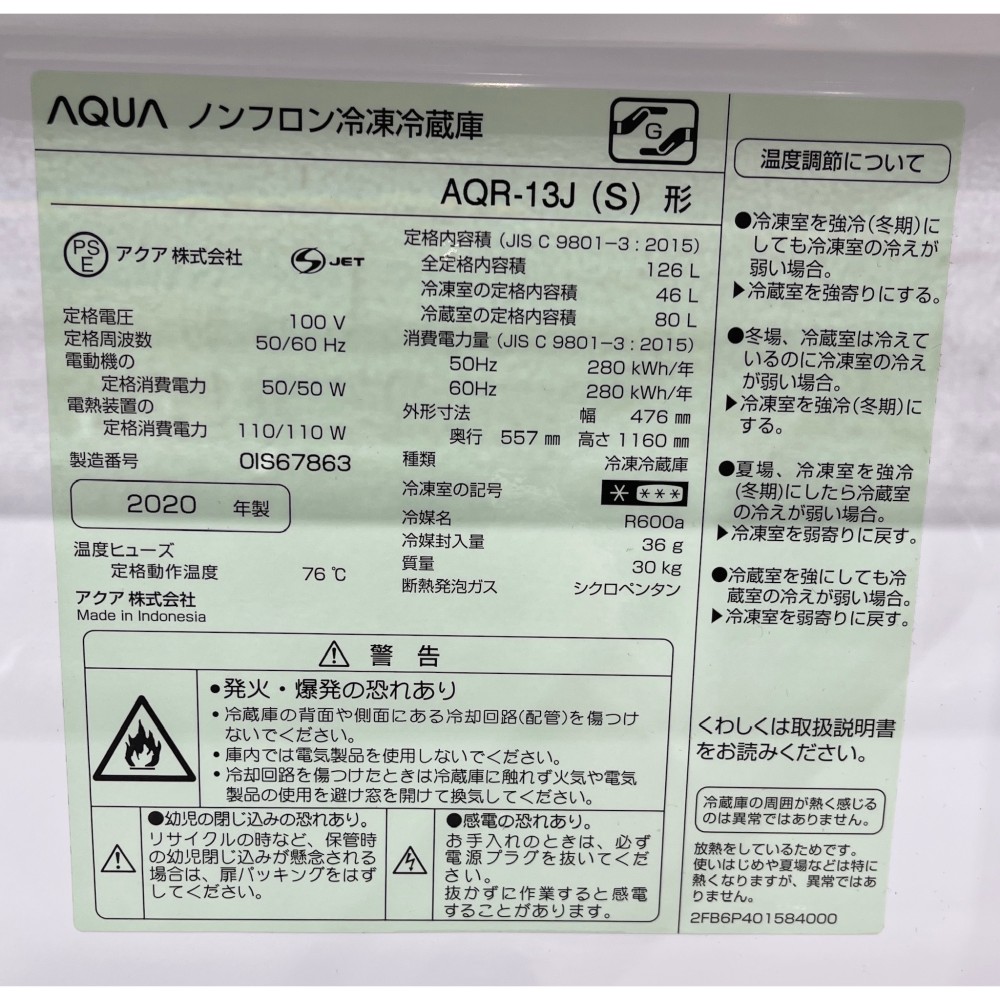 AQUA ノンフロン冷凍冷蔵庫
G
AQR-13J (S) 形
PS
E
アクア 株式会社
S JET
定格電圧 100 V
定格周波数 50/60 Hz
電動機の
定格消費電力 50/50 W
電熱装置の
定格消費電力 110/110 W
製造番号 OIS67863
2020 年製
温度ヒューズ
定格動作温度 76 ℃
アクア 株式会社
Made in Indonesia
定格内容積 (JIS C 9801-3 : 2015)
全定格内容積 126 L
冷凍室の定格内容積 46 L
冷蔵室の定格内容積 80 L
消費電力量 (JIS C 9801-3 : 2015)
50Hz 280 kWh/年
60Hz 280 kWh/年
外形寸法 幅 476 ㎜
奥行 557 ㎜ 高さ 1160 ㎜
種類 冷凍冷蔵庫
冷凍室の記号 * ***
冷媒名 R600a
冷媒封入量 36 g
質量 30 kg
断熱発泡ガス シクロペンタン
⚠ 警 告
●発火・爆発の恐れあり
・冷蔵庫の背面や側面にある冷却回路(配管)を傷つけ
ないでください。
・庫内では電気製品を使用しないでください。
・冷却回路を傷つけたときは冷蔵庫に触れず火気や電気
製品の使用を避け窓を開けて換気してください。
●幼児の閉じ込みの恐れあり。
リサイクルの時など、保管時
の幼児閉じ込みが懸念される
場合は、扉パッキングをはず
してください。
●感電の恐れあり。
お手入れのときは、必ず
電源プラグを抜いてくださ
い。
抜かずに作業すると感電
することがあります。
温度調節について
●冷凍室を強冷(冬期)に
しても冷凍室の冷えが
弱い場合。
▶冷蔵室を強寄りにする。
●冬場、冷蔵室は冷えて
いるのに冷凍室の冷え
が弱い場合。
▶冷凍室を強冷(冬期)に
する。
●夏場、冷凍室を強冷
(冬期)にしたら冷蔵室
の冷えが弱い場合。
▶冷凍室を弱寄りに戻す。
●冷蔵室を強にしても冷
蔵室の冷えが弱い場合。
▶冷凍室を弱寄りに戻す。
くわしくは取扱説明書
をお読みください。
冷蔵庫の周囲が熱く感じる
のは異常ではありません。
放熱をしているためです。
使いはじめや夏場などは特に
熱くなりますが、異常ではあ
りません。
2FB6P401584000